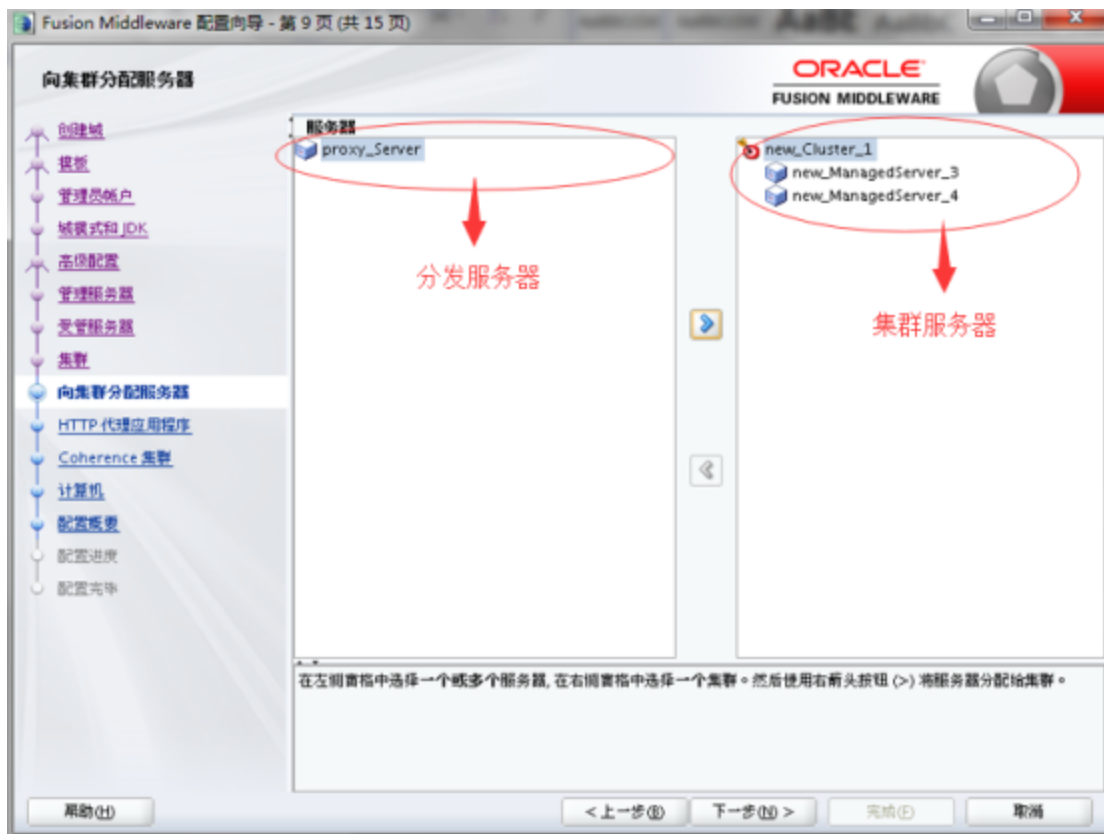 Fusion Middleware 配置向导 - 第 9 页 (共 15 页)
向集群分配服务器
ORACLE
FUSION MIDDLEWARE
创建域
模板
管理员帐户
域模式和 JDK
高级配置
管理服务器
受管服务器
集群
向集群分配服务器
HTTP 代理应用程序
Coherence 集群
计算机
配置概要
配置进度
配置完毕
服务器
proxy_Server
分发服务器
new_Cluster_1
new_ManagedServer_3
new_ManagedServer_4
集群服务器
在左侧窗格中选择一个或多个服务器, 在右侧窗格中选择一个集群。然后使用右箭头按钮 (>) 将服务器分配给集群。
帮助(H)
< 上一步(B)
下一步(N) >
完成(F)
取消